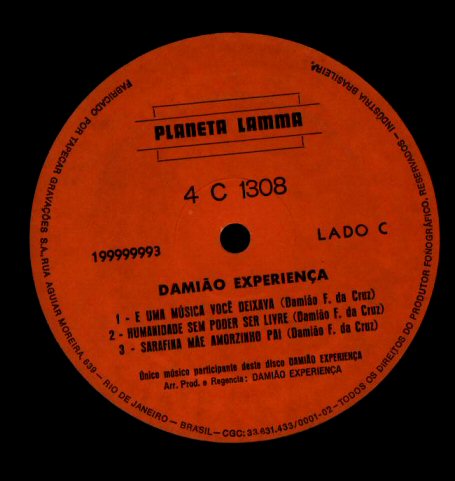 PLANETA LAMMA
4 C 1308
199999993
LADO C
DAMIÃO EXPERIENÇA
1 - E UMA MÚSICA VOCÊ DEIXAVA (Damião F. da Cruz)
2 - HUMANIDADE SEM PODER SER LIVRE (Damião F. da Cruz)
3 - SARAFINA MÃE AMORZINHO PAI (Damião F. da Cruz)
Único músico participante deste disco DAMIÃO EXPERIENÇA
Arr. Prod. e Regencia: DAMIÃO EXPERIENÇA
FABRICADO POR TAPECAR GRAVAÇÕES S.A., RUA AGUIAR MOREIRA, 639 – RIO DE JANEIRO – BRASIL – CGC: 33.631.433/0001-02 – TODOS OS DIREITOS DO PRODUTOR FONOGRÁFICO, RESERVADOS – INDÚSTRIA BRASILEIRA.